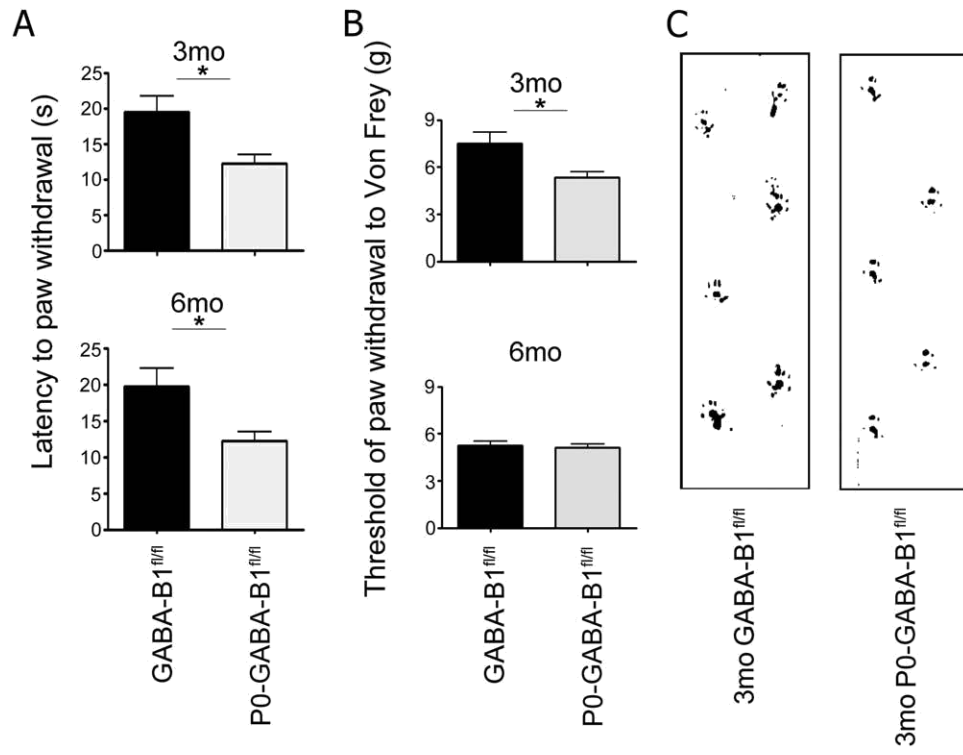 A
Latency to paw withdrawal (s)
3mo
*
25
20
15
10
5
0
6mo
*
25
20
15
10
5
0
GABA-B1fl/fl
P0-GABA-B1fl/fl
B
Threshold of paw withdrawal to Von Frey (g)
3mo
*
9
6
3
0
6mo
9
6
3
0
GABA-B1fl/fl
P0-GABA-B1fl/fl
C
3mo GABA-B1fl/fl
3mo P0-GABA-B1fl/fl